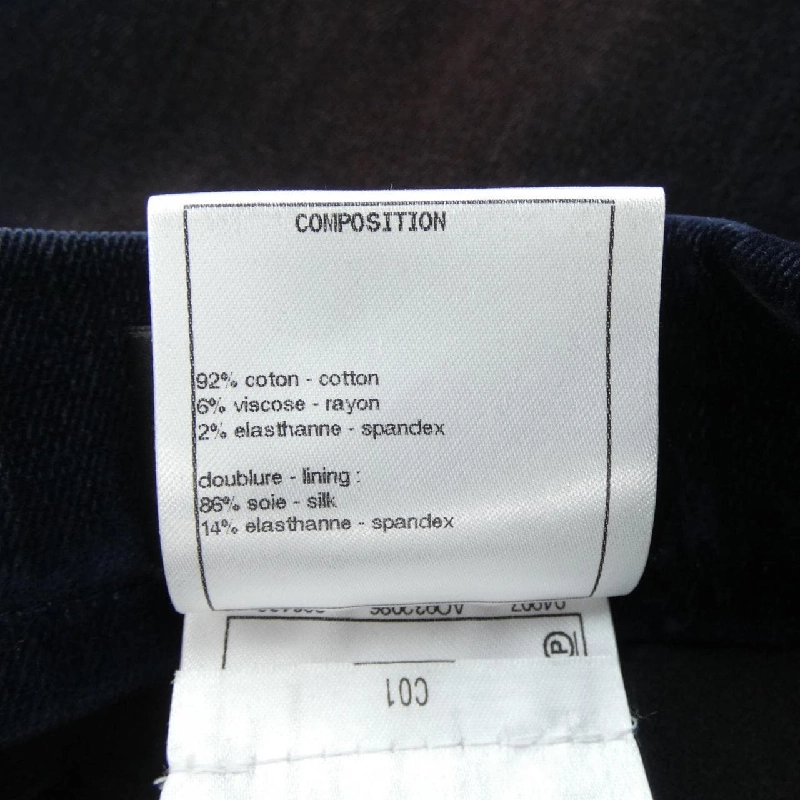 COMPOSITION
92% coton - cotton
6% viscose - rayon
2% elasthanne - spandex
doublure - lining :
86% soie - silk
14% elasthanne - spandex
P
C01